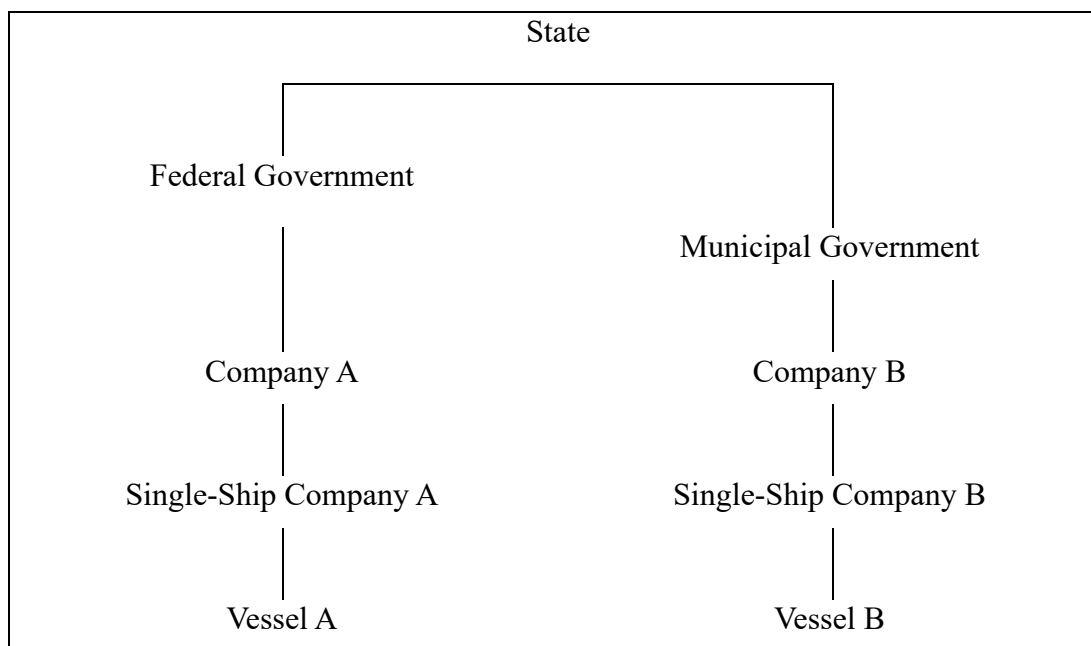 State
Federal Government
Municipal Government
Company A
Company B
Single-Ship Company A
Single-Ship Company B
Vessel A
Vessel B